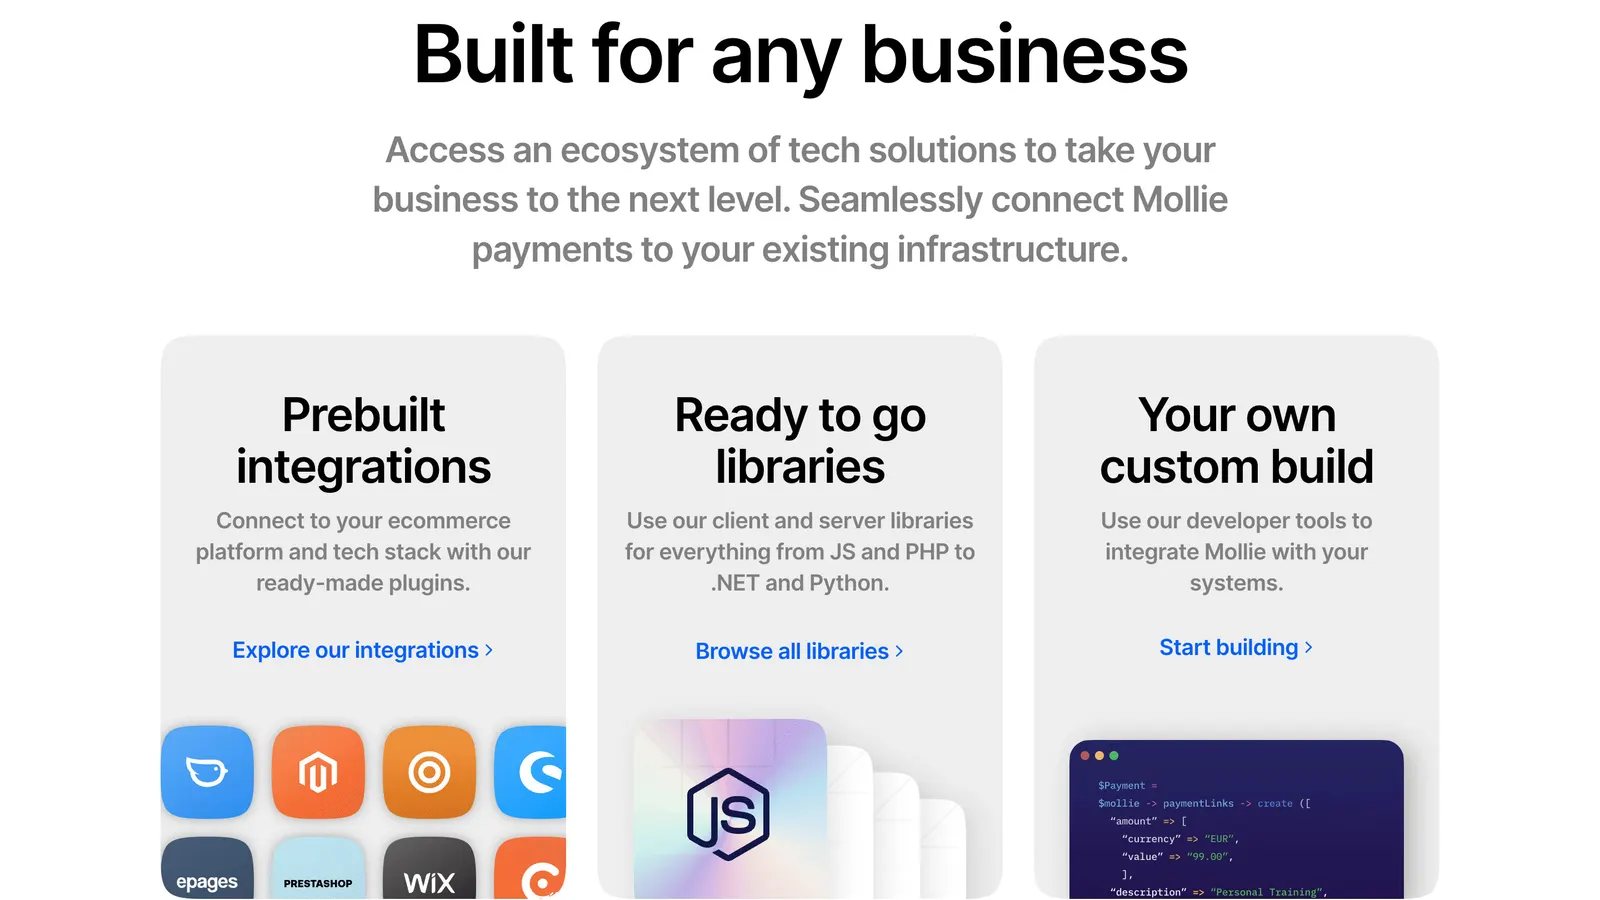 Built for any business
Access an ecosystem of tech solutions to take your
business to the next level. Seamlessly connect Mollie
payments to your existing infrastructure.
Prebuilt
integrations
Connect to your ecommerce
platform and tech stack with our
ready-made plugins.
Explore our integrations >
epages
PRESTASHOP
WiX
Ready to go
libraries
Use our client and server libraries
for everything from JS and PHP to
.NET and Python.
Browse all libraries >
JS
Your own
custom build
Use our developer tools to
integrate Mollie with your
systems.
Start building >
$Payment =
$mollie -> paymentLinks -> create ([
“amount” => [
“currency” => “EUR”,
“value” => “99.00”,
],
“description” => “Personal Training”,